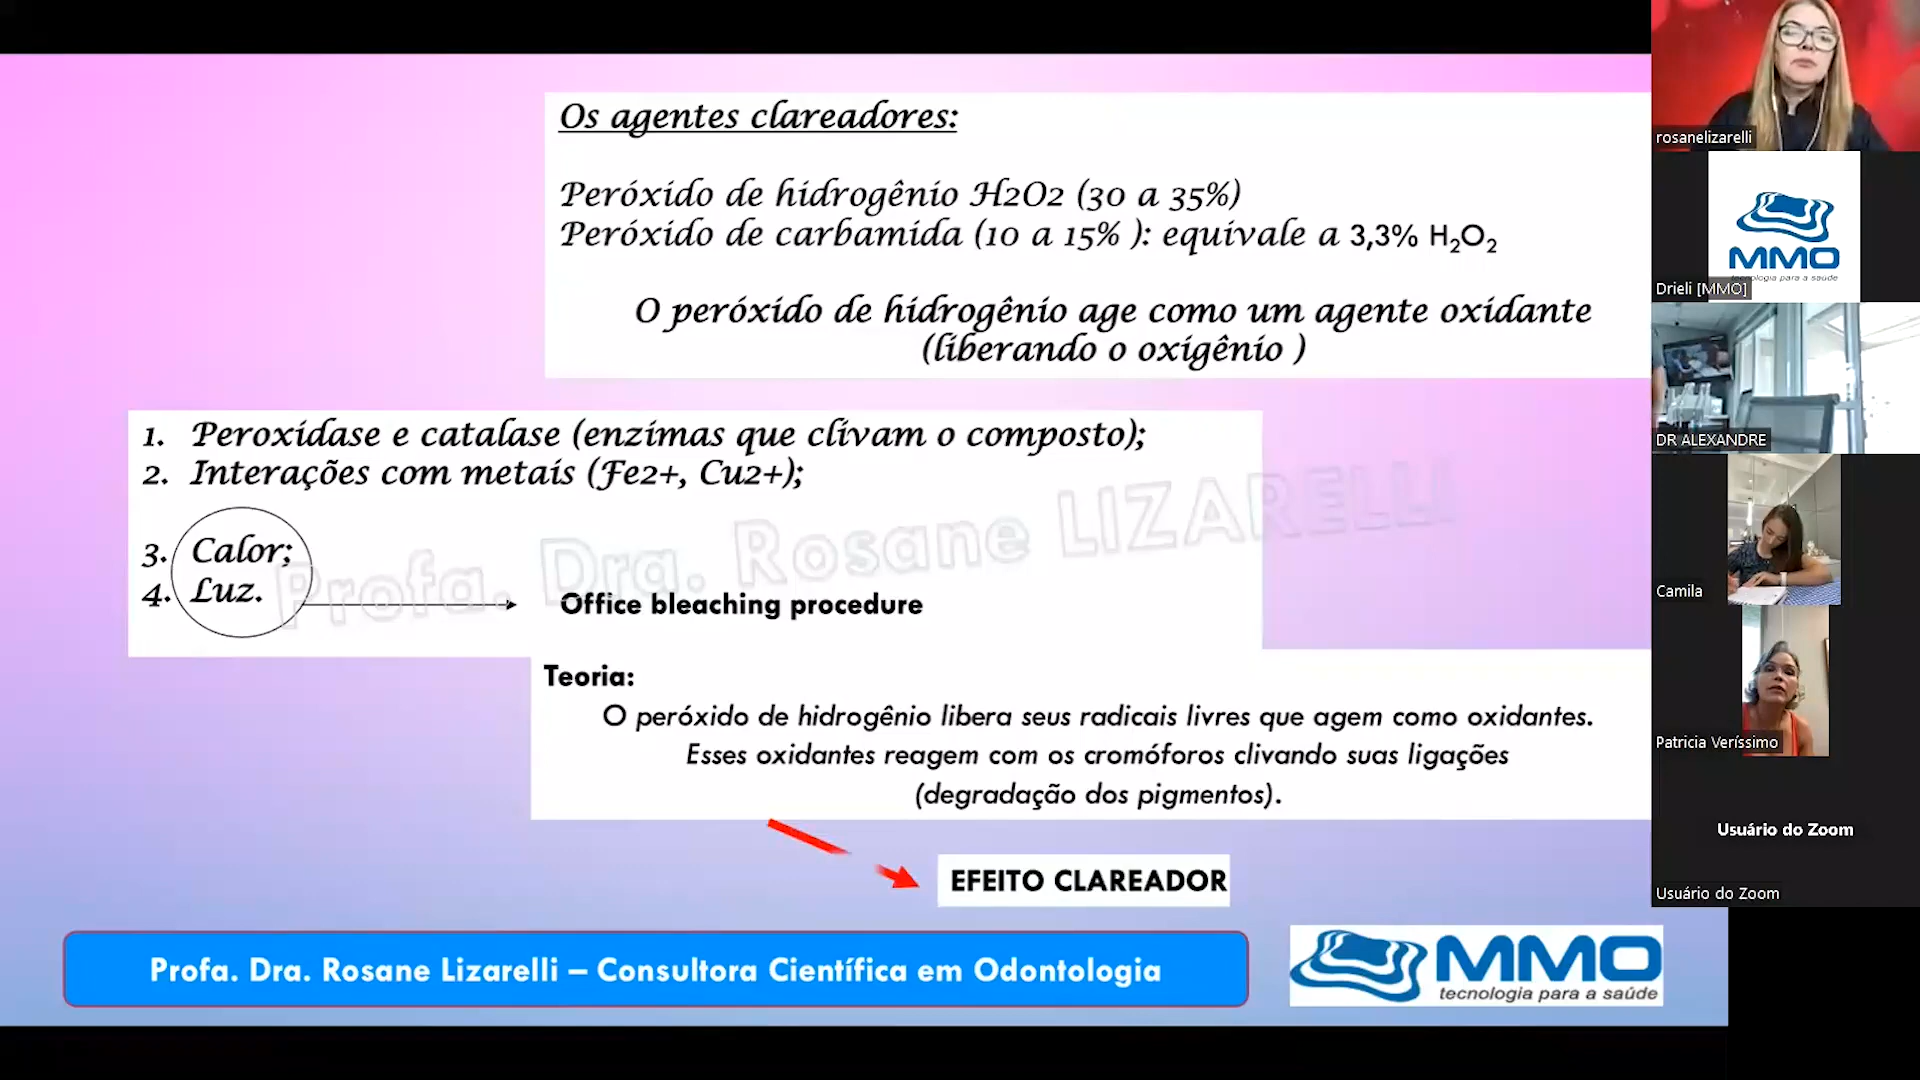 Os agentes clareadores:
Peróxido de hidrogênio H2O2 (30 a 35%)
Peróxido de carbamida (10 a 15% ): equivale a 3,3% H₂O₂
O peróxido de hidrogênio age como um agente oxidante
(liberando o oxigênio )
1. Peroxidase e catalase (enzimas que clivam o composto);
2. Interações com metais (Fe2+, Cu2+);
3. Calor;
4. Luz.
Office bleaching procedure
Profa. Dra. Rosane LIZARELLI
Teoria:
O peróxido de hidrogênio libera seus radicais livres que agem como oxidantes.
Esses oxidantes reagem com os cromóforos clivando suas ligações
(degradação dos pigmentos).
EFEITO CLAREADOR
Profa. Dra. Rosane Lizarelli – Consultora Científica em Odontologia
MMO
tecnologia para a saúde
rosanelizarelli
MMO
tecnologia para a saúde
Drieli [MMO]
DR ALEXANDRE
Camila
Patricia Veríssimo
Usuário do Zoom
Usuário do Zoom